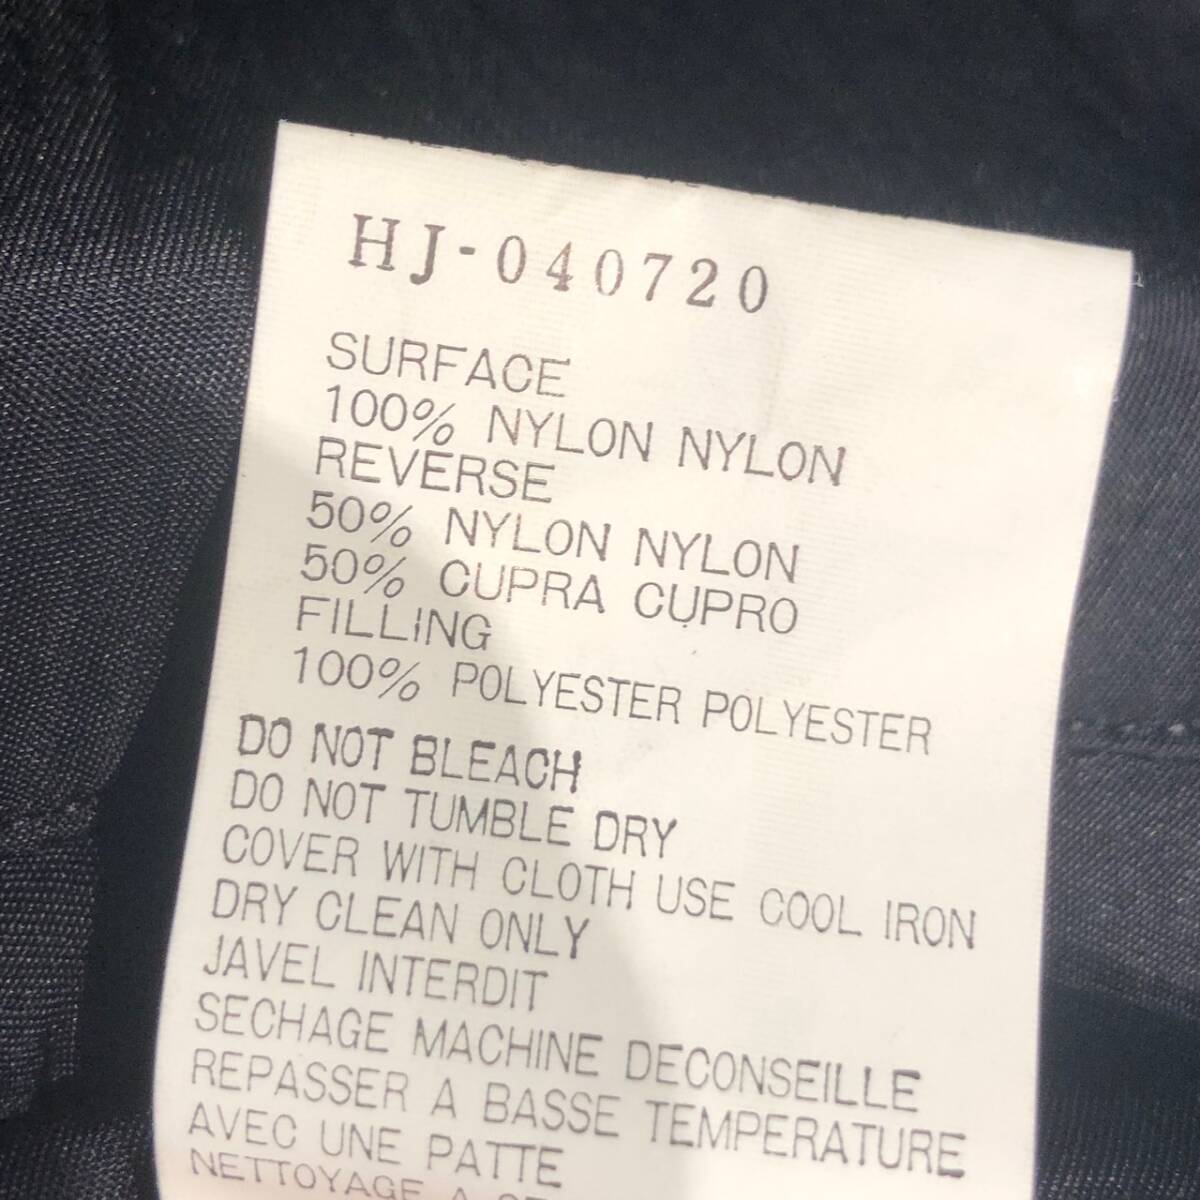 HJ-040720
SURFACE
100% NYLON NYLON
REVERSE
50% NYLON NYLON
50% CUPRA CUPRO
FILLING
100% POLYESTER POLYESTER
DO NOT BLEACH
DO NOT TUMBLE DRY
COVER WITH CLOTH USE COOL IRON
DRY CLEAN ONLY
JAVEL INTERDIT
SECHAGE MACHINE DECONSEILLE
REPASSER A BASSE TEMPERATURE
AVEC UNE PATTE
NETTOYAGE A